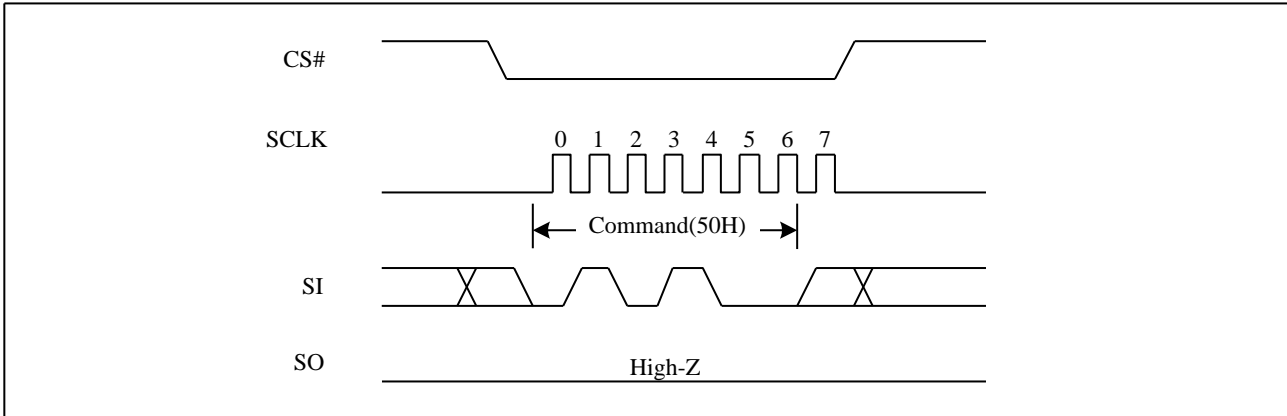 CS#
SCLK
0 1 2 3 4 5 6 7
Command(50H)
SI
SO
High-Z